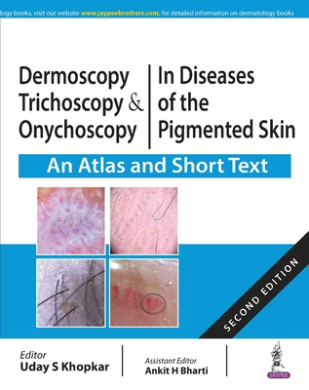 logy books, visit our website www.jaypeebrothers.com, for detailed information on dermatology books
Dermoscopy
Trichoscopy &
Onychoscopy
In Diseases
of the
Pigmented Skin
An Atlas and Short Text
SECOND EDITION
Editor
Uday S Khopkar
Assistant Editor
Ankit H Bharti
JAYPEE